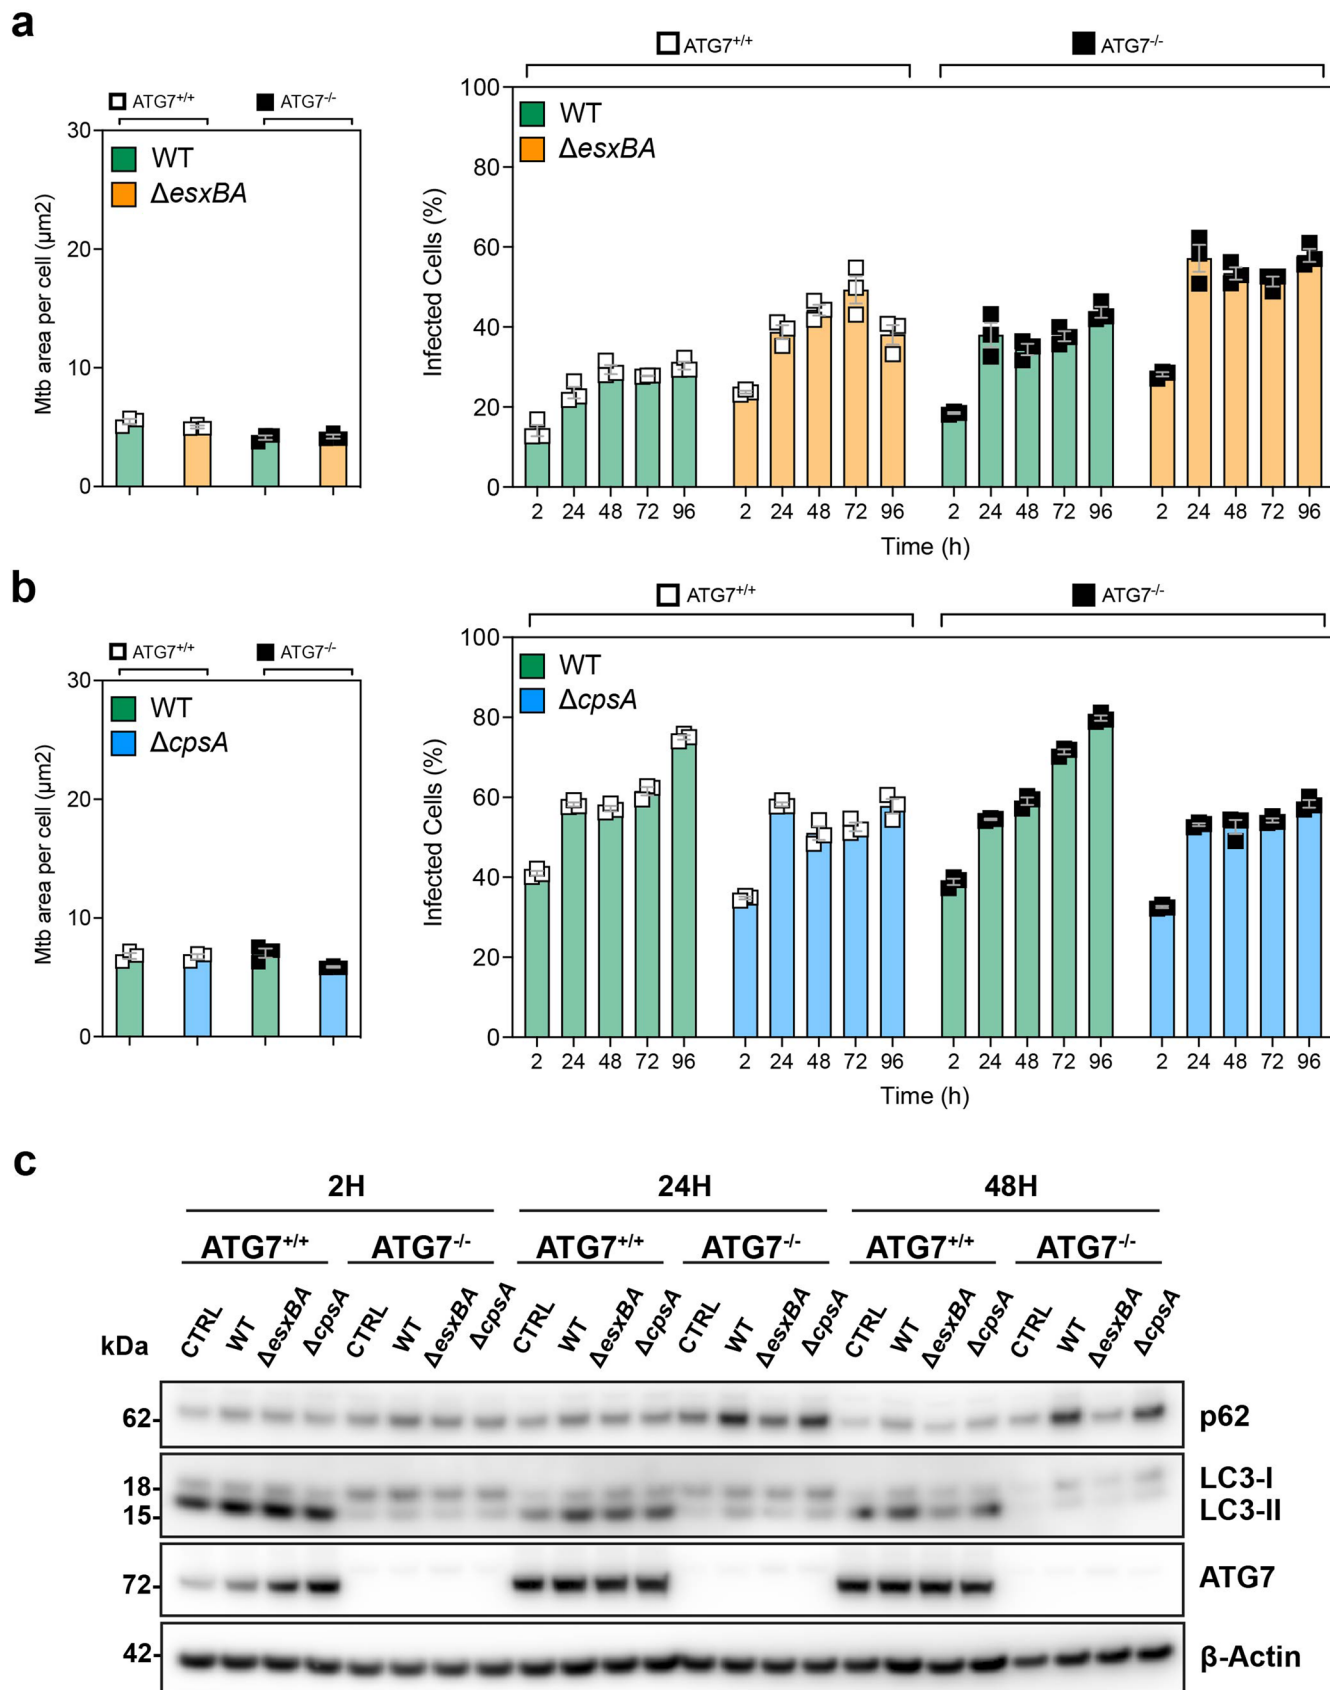 a
ATG7+/+ ATG7-/-
ATG7+/+ ATG7-/-
Mtb area per cell (µm2)
30
20
10
0
WT
ΔesxBA
Infected Cells (%)
100
80
60
40
20
0
WT
ΔesxBA
2 24 48 72 96 2 24 48 72 96 2 24 48 72 96 2 24 48 72 96
Time (h)
b
ATG7+/+ ATG7-/-
ATG7+/+ ATG7-/-
Mtb area per cell (µm2)
30
20
10
0
WT
ΔcpsA
Infected Cells (%)
100
80
60
40
20
0
WT
ΔcpsA
2 24 48 72 96 2 24 48 72 96 2 24 48 72 96 2 24 48 72 96
Time (h)
c
2H 24H 48H
ATG7+/+ ATG7-/- ATG7+/+ ATG7-/- ATG7+/+ ATG7-/-
kDa CTRL WT ΔesxBA ΔcpsA CTRL WT ΔesxBA ΔcpsA CTRL WT ΔesxBA ΔcpsA CTRL WT ΔesxBA ΔcpsA CTRL WT ΔesxBA ΔcpsA CTRL WT ΔesxBA ΔcpsA
62 p62
18 LC3-I
15 LC3-II
72 ATG7
42 β-Actin